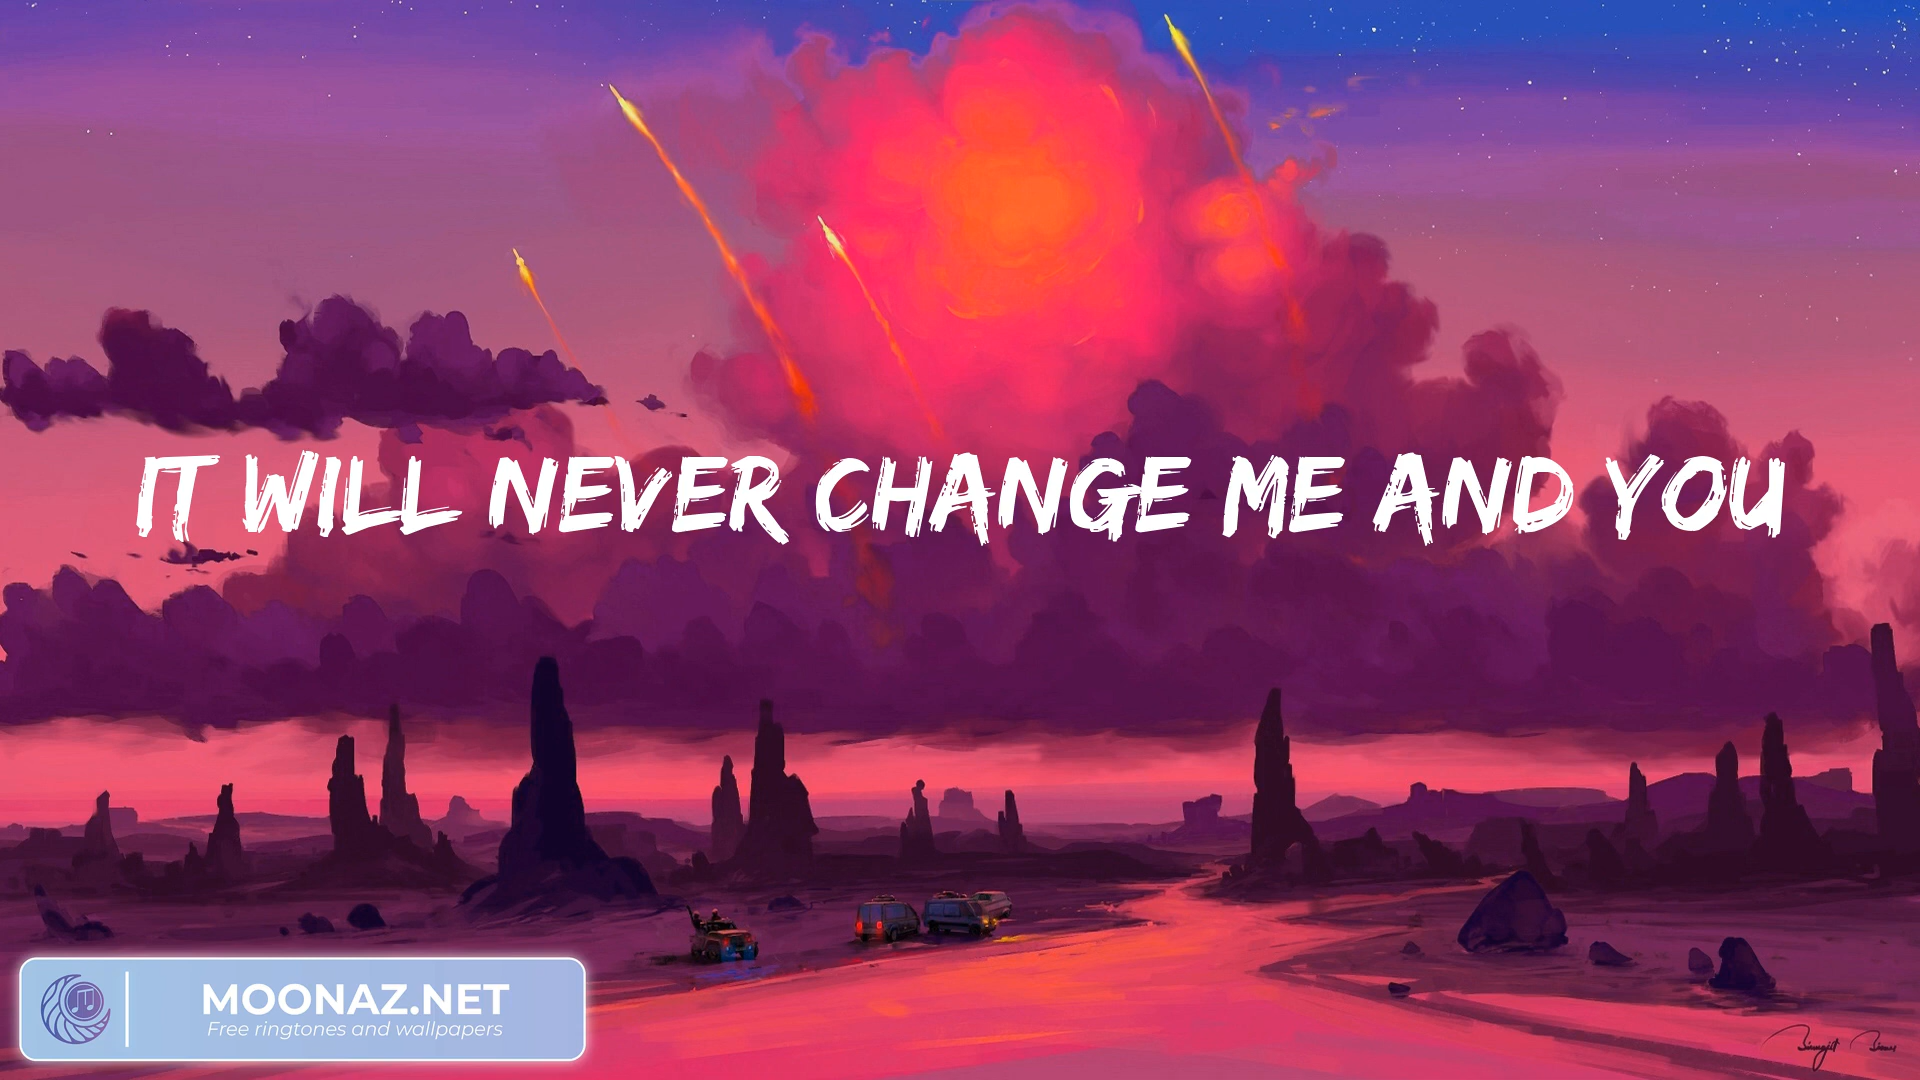 IT WILL NEVER CHANGE ME AND YOU
MOONAZ.NET
Free ringtones and wallpapers